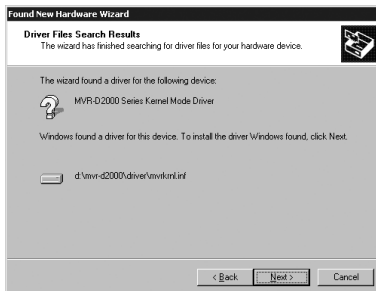 Found New Hardware Wizard
Driver Files Search Results
The wizard has finished searching for driver files for your hardware device.
The wizard found a driver for the following device:
MVR-D2000 Series Kernel Mode Driver
Windows found a driver for this device. To install the driver Windows found, click Next.
d:\mvr-d2000\driver\mvrkrnl.inf
< Back Next > Cancel